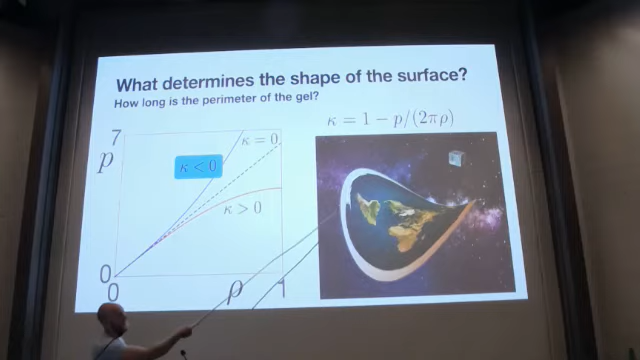 What determines the shape of the surface?
How long is the perimeter of the gel?
κ = 1 − p/(2πρ)
7
p
κ = 0
κ < 0
κ > 0
0
0
ρ
1